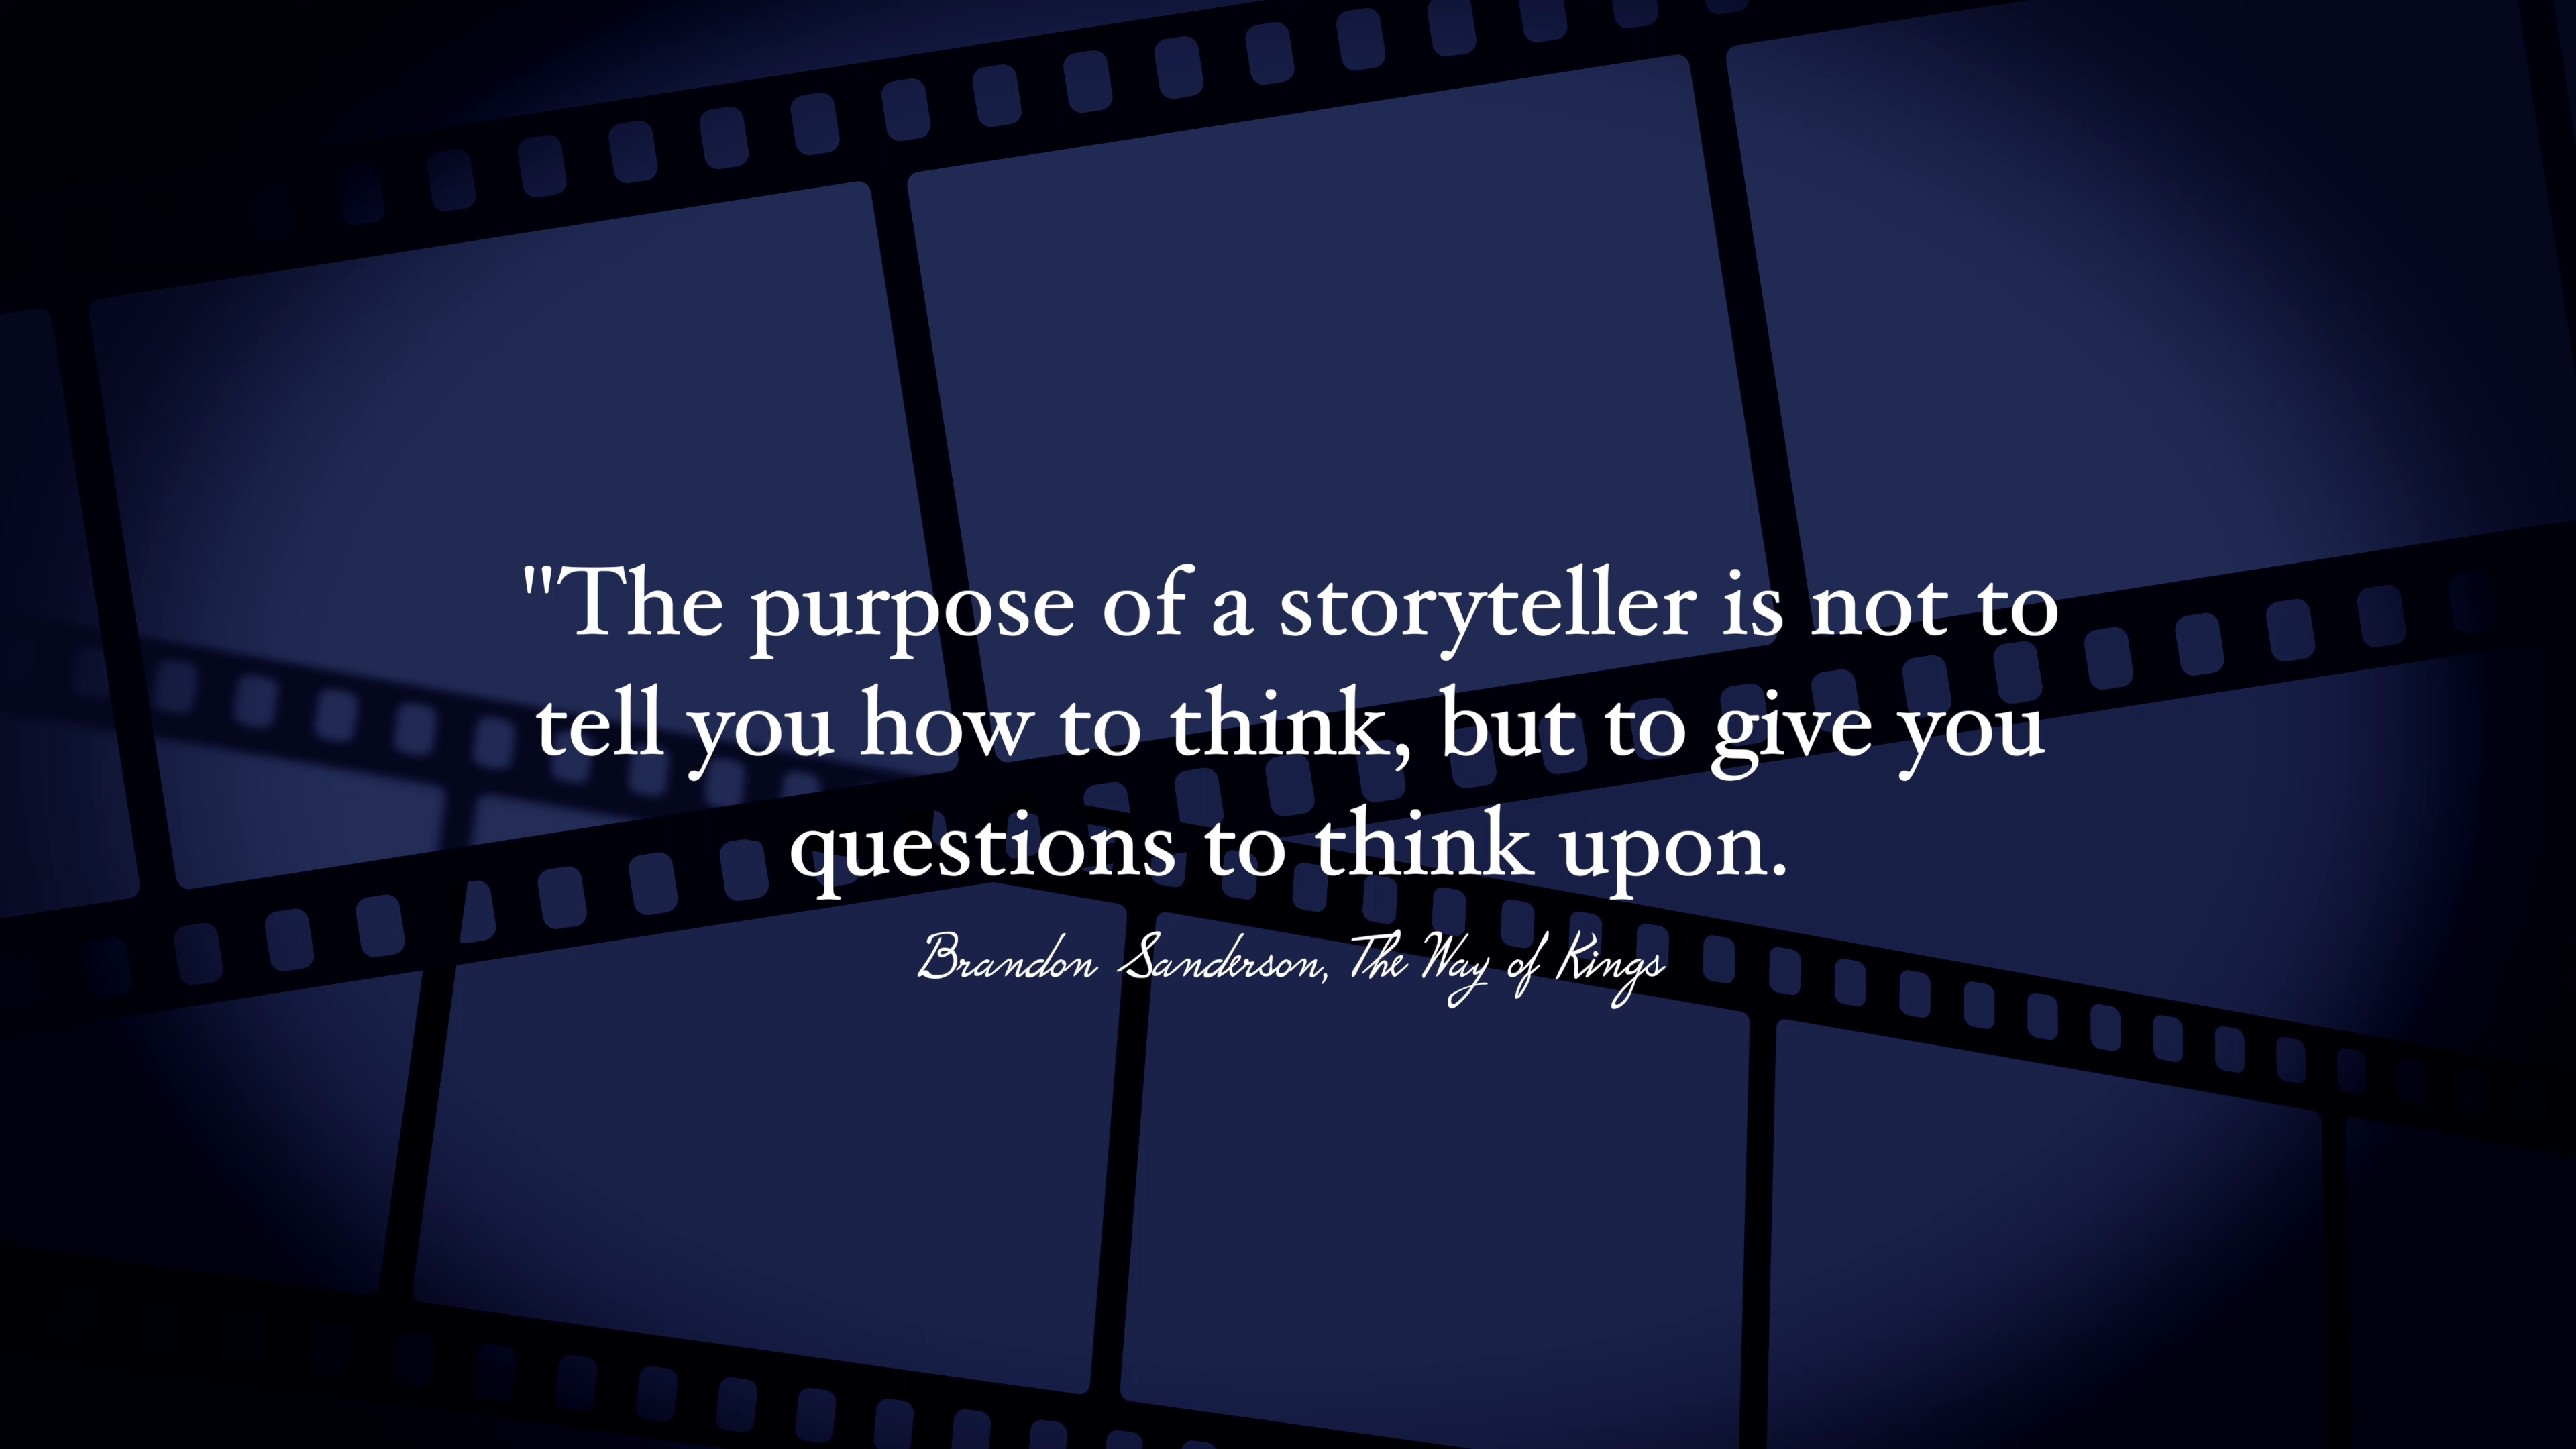 "The purpose of a storyteller is not to
tell you how to think, but to give you
questions to think upon.
Brandon Sanderson, The Way of Kings